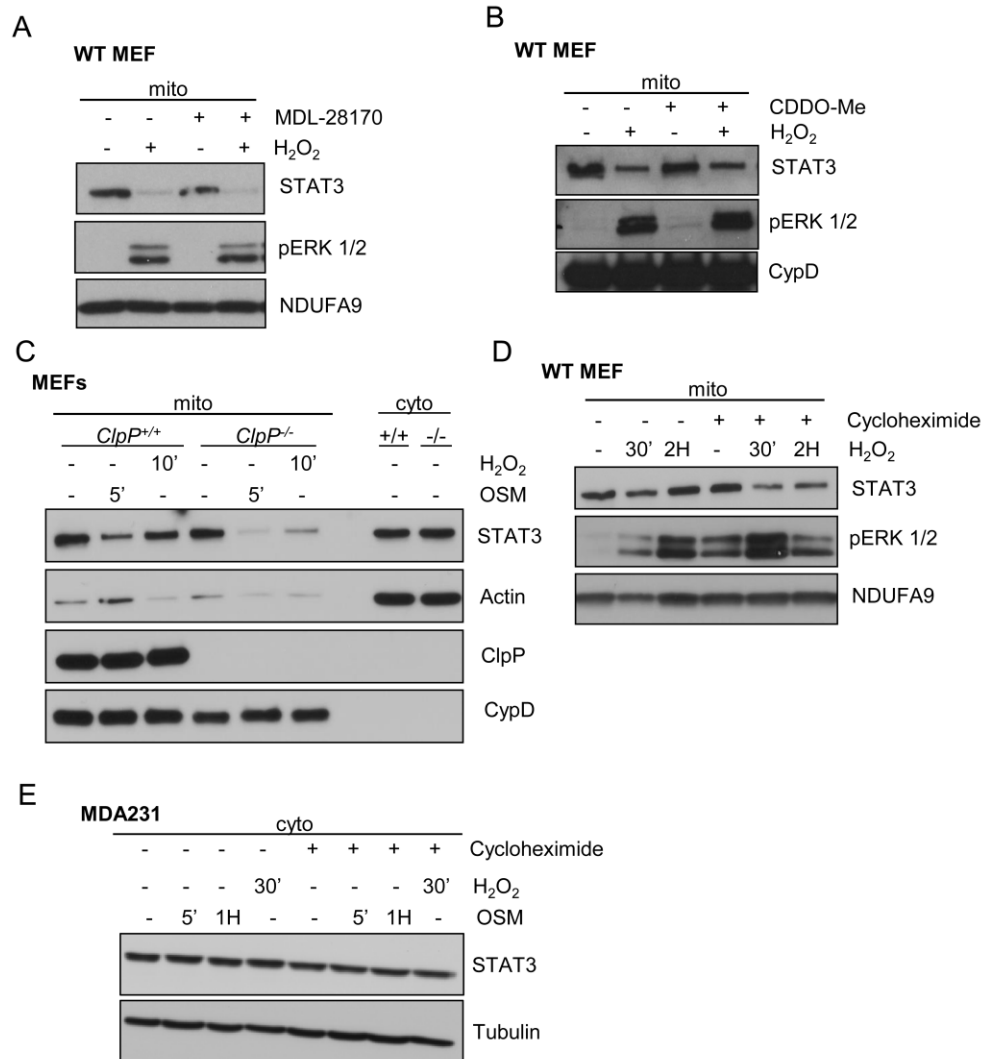 A
WT MEF
mito
- - + + MDL-28170
- + - + H₂O₂
STAT3
pERK 1/2
NDUFA9
B
WT MEF
mito
- - + + CDDO-Me
- + - + H₂O₂
STAT3
pERK 1/2
CypD
C
MEFs
mito cyto
ClpP+/+ ClpP-/- +/+ -/-
- - 10' - - 10' - - H₂O₂
- 5' - - 5' - - - OSM
STAT3
Actin
ClpP
CypD
D
WT MEF
mito
- - - + + + Cycloheximide
- 30' 2H - 30' 2H H₂O₂
STAT3
pERK 1/2
NDUFA9
E
MDA231
cyto
- - - - + + + + Cycloheximide
- - - 30' - - - 30' H₂O₂
- 5' 1H - - 5' 1H - OSM
STAT3
Tubulin